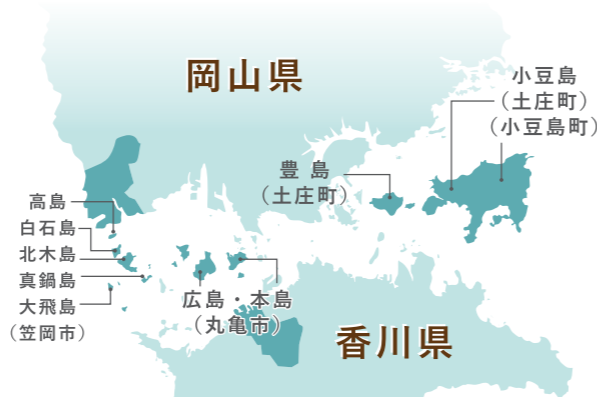 岡山県
小豆島
（土庄町）
（小豆島町）
豊島
（土庄町）
高島
白石島
北木島
真鍋島
大飛島
（笠岡市）
広島・本島
（丸亀市）
香川県